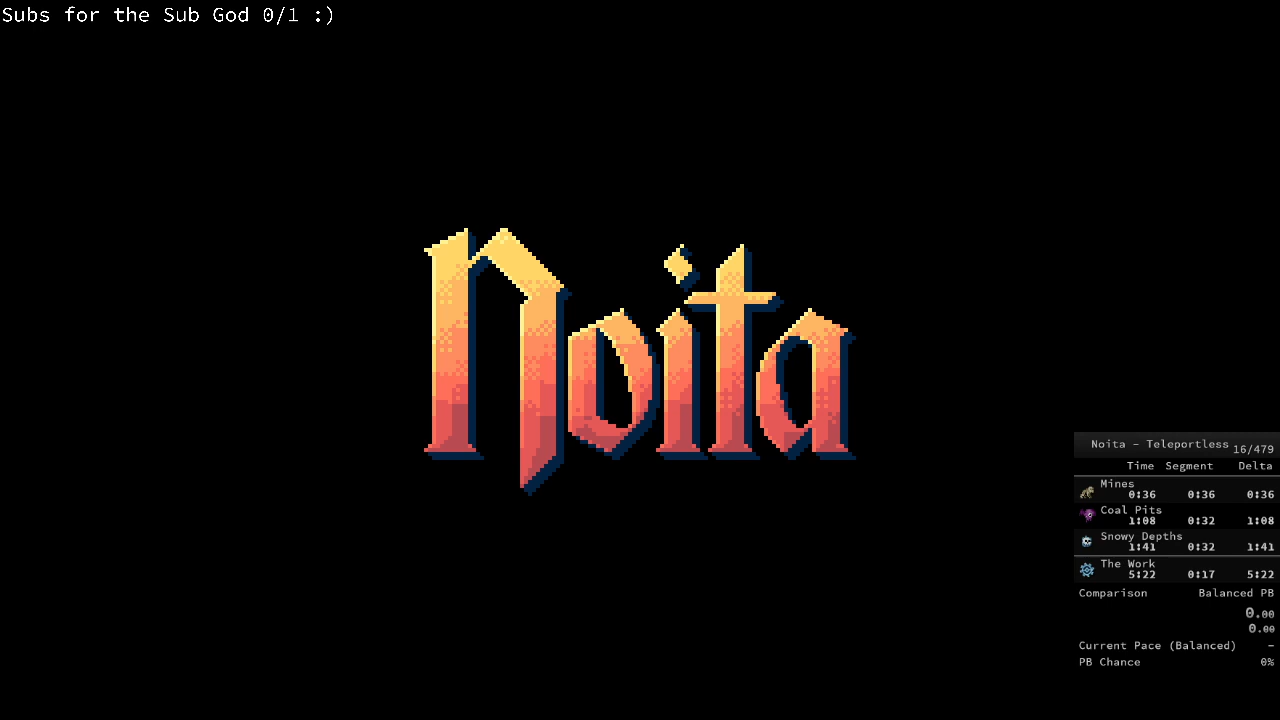 Subs for the Sub God 0/1 :)
Noita
Noita - Teleportless 16/479
Time Segment Delta
Mines
0:36 0:36 0:36
Coal Pits
1:08 0:32 1:08
Snowy Depths
1:41 0:32 1:41
The Work
5:22 0:17 5:22
Comparison Balanced PB
0.00
0.00
Current Pace (Balanced) -
PB Chance 0%